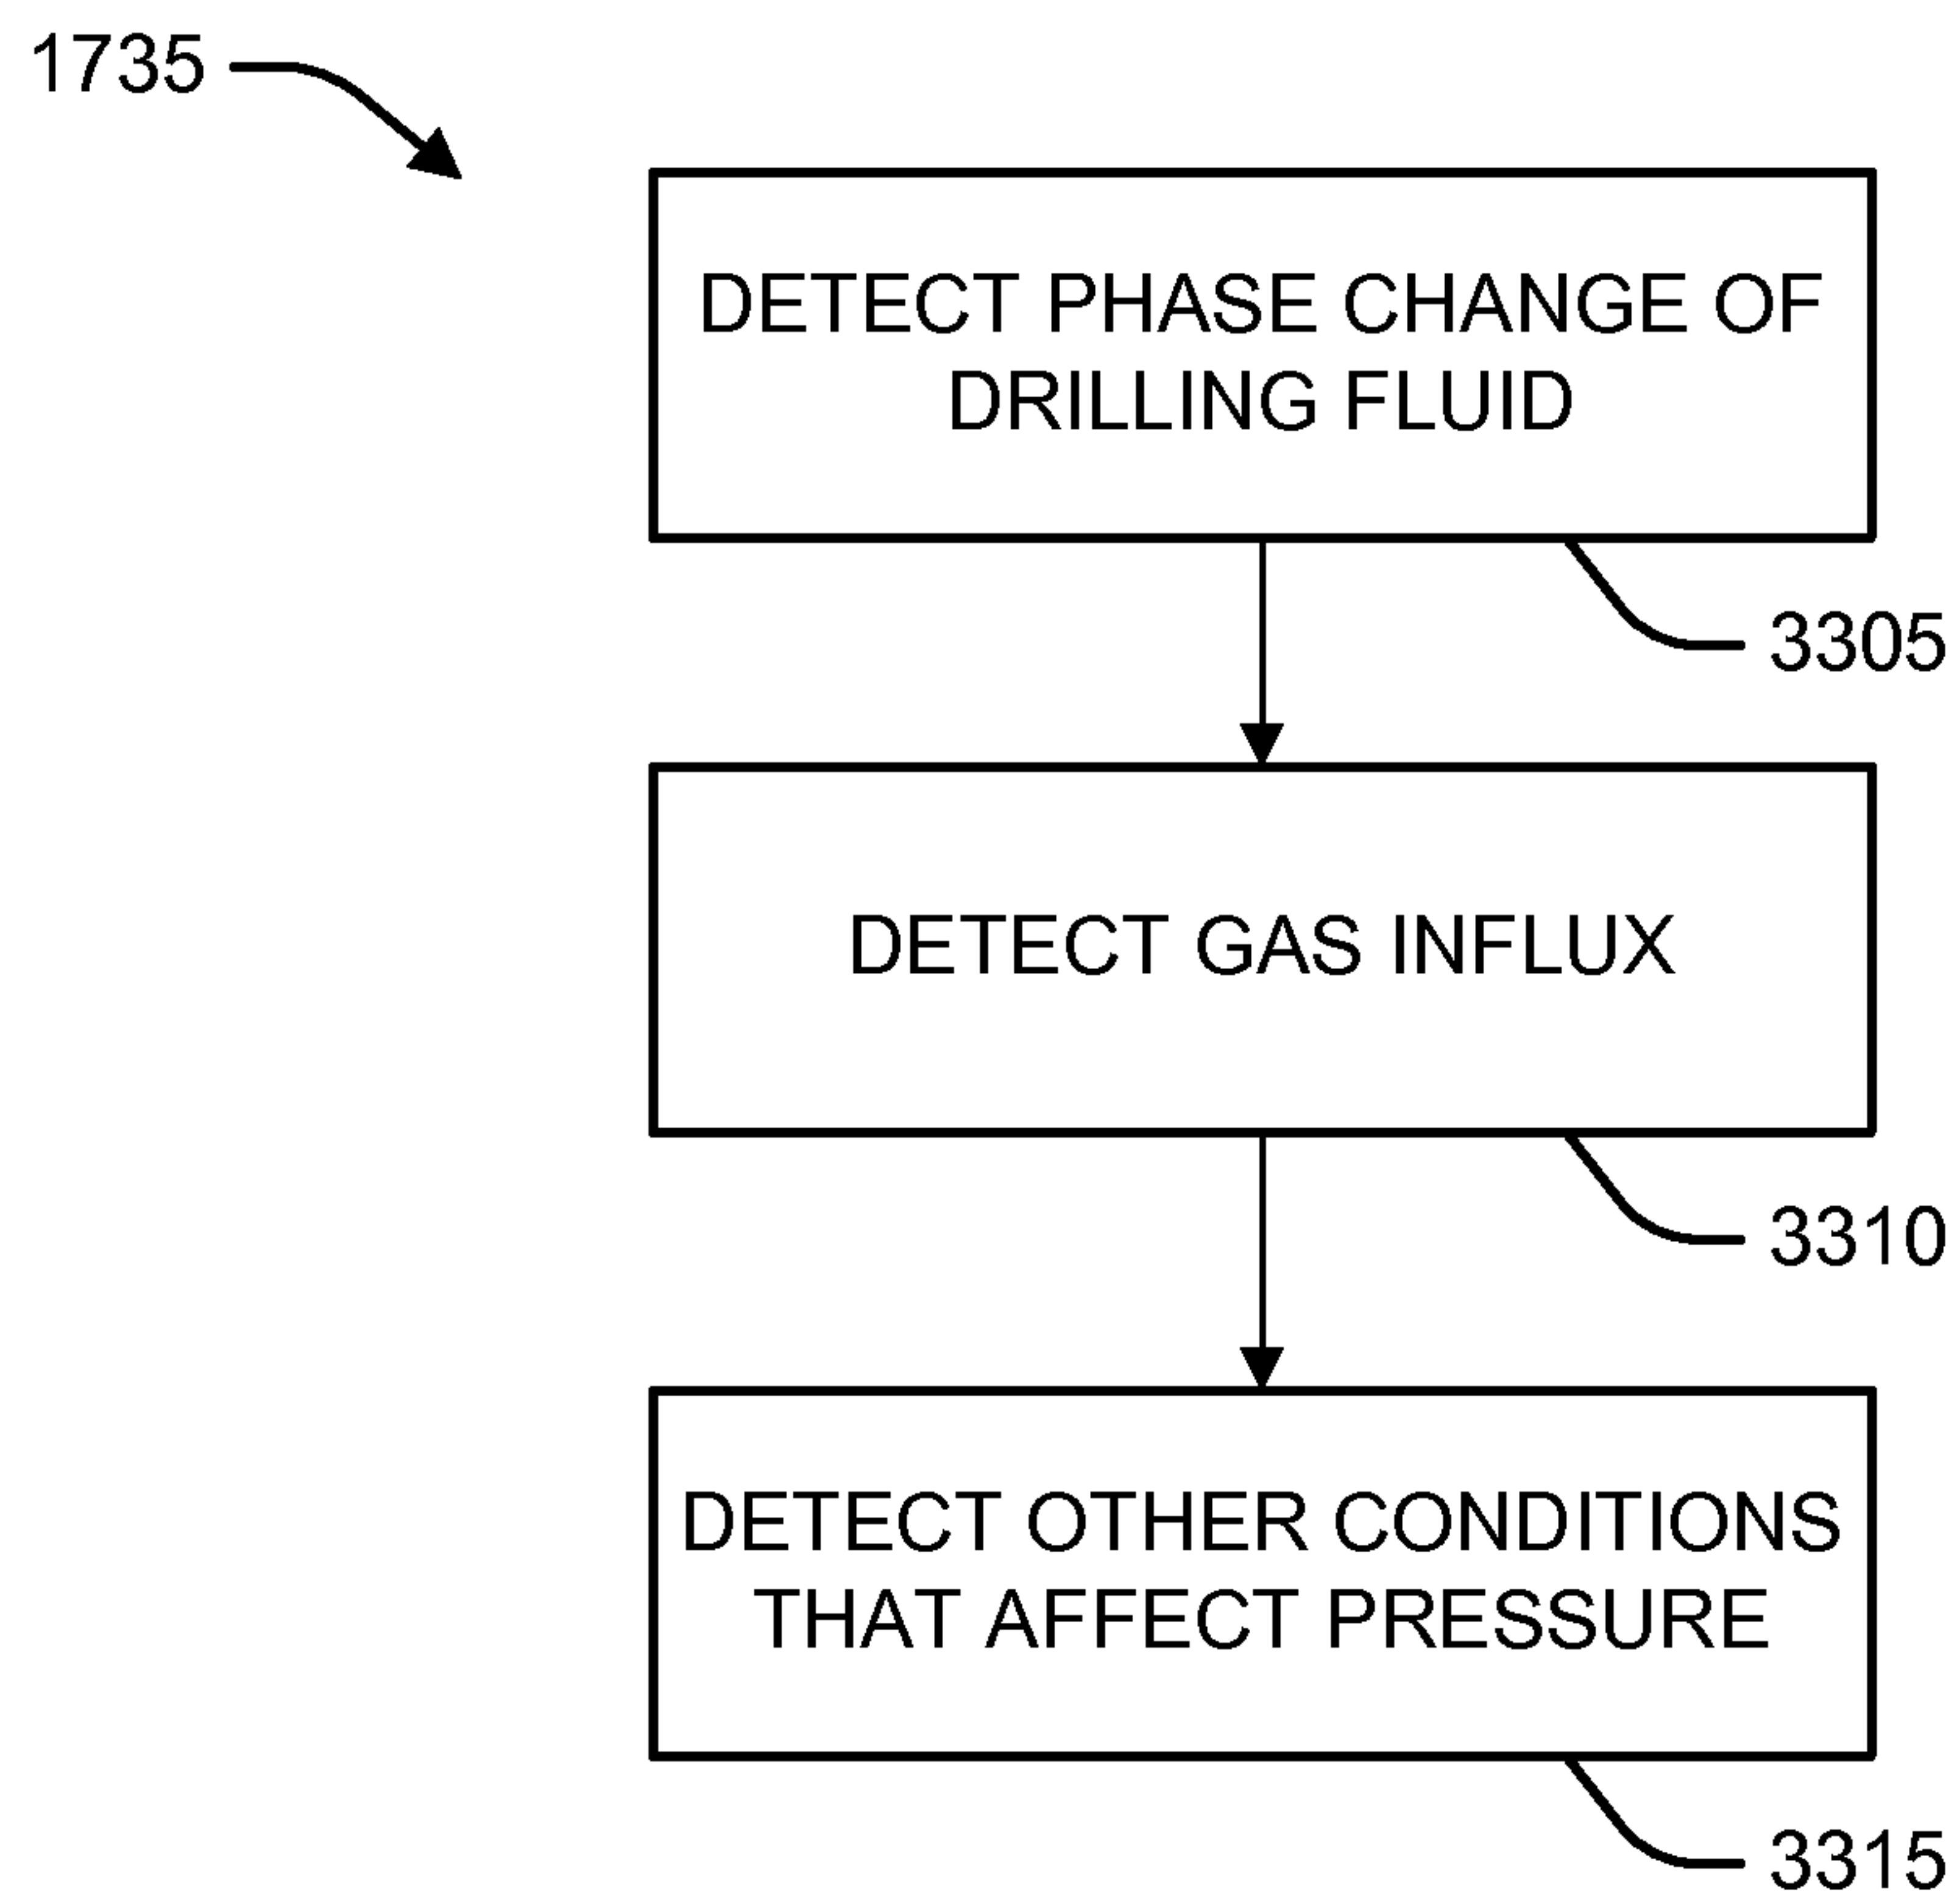 1735
DETECT PHASE CHANGE OF
DRILLING FLUID
3305
DETECT GAS INFLUX
3310
DETECT OTHER CONDITIONS
THAT AFFECT PRESSURE
3315